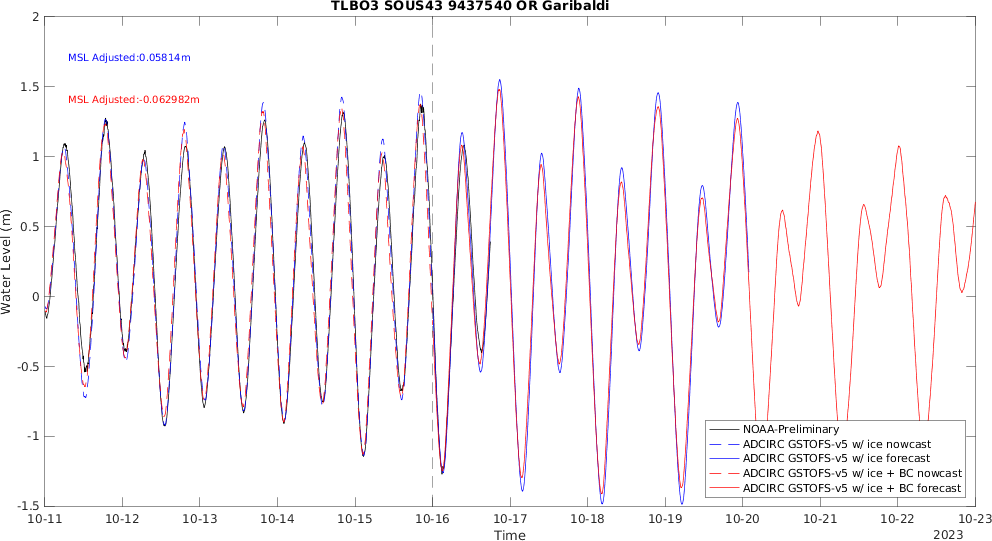 TLBO3 SOUS43 9437540 OR Garibaldi
MSL Adjusted:0.05814m
MSL Adjusted:-0.062982m
Water Level (m)
2
1.5
1
0.5
0
-0.5
-1
-1.5
NOAA-Preliminary
ADCIRC GSTOFS-v5 w/ ice nowcast
ADCIRC GSTOFS-v5 w/ ice forecast
ADCIRC GSTOFS-v5 w/ ice + BC nowcast
ADCIRC GSTOFS-v5 w/ ice + BC forecast
10-11 10-12 10-13 10-14 10-15 10-16 10-17 10-18 10-19 10-20 10-21 10-22 10-23
Time
2023